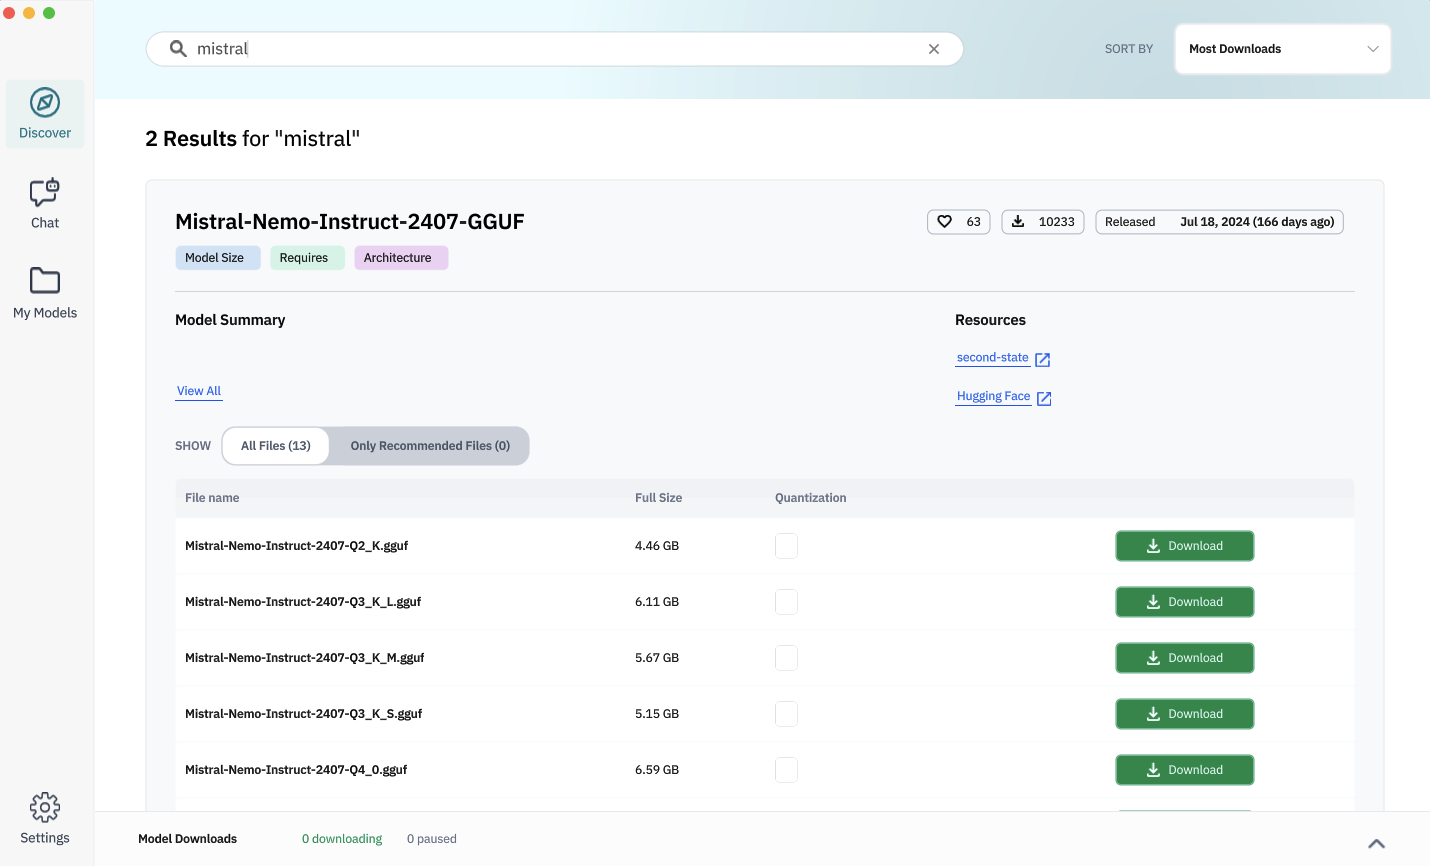 mistral
SORT BY
Most Downloads
Discover
Chat
My Models
Settings
2 Results for "mistral"
Mistral-Nemo-Instruct-2407-GGUF
63
10233
Released Jul 18, 2024 (166 days ago)
Model Size Requires Architecture
Model Summary
Resources
second-state
View All
Hugging Face
SHOW All Files (13) Only Recommended Files (0)
File name Full Size Quantization
Mistral-Nemo-Instruct-2407-Q2_K.gguf 4.46 GB Download
Mistral-Nemo-Instruct-2407-Q3_K_L.gguf 6.11 GB Download
Mistral-Nemo-Instruct-2407-Q3_K_M.gguf 5.67 GB Download
Mistral-Nemo-Instruct-2407-Q3_K_S.gguf 5.15 GB Download
Mistral-Nemo-Instruct-2407-Q4_0.gguf 6.59 GB Download
Model Downloads 0 downloading 0 paused